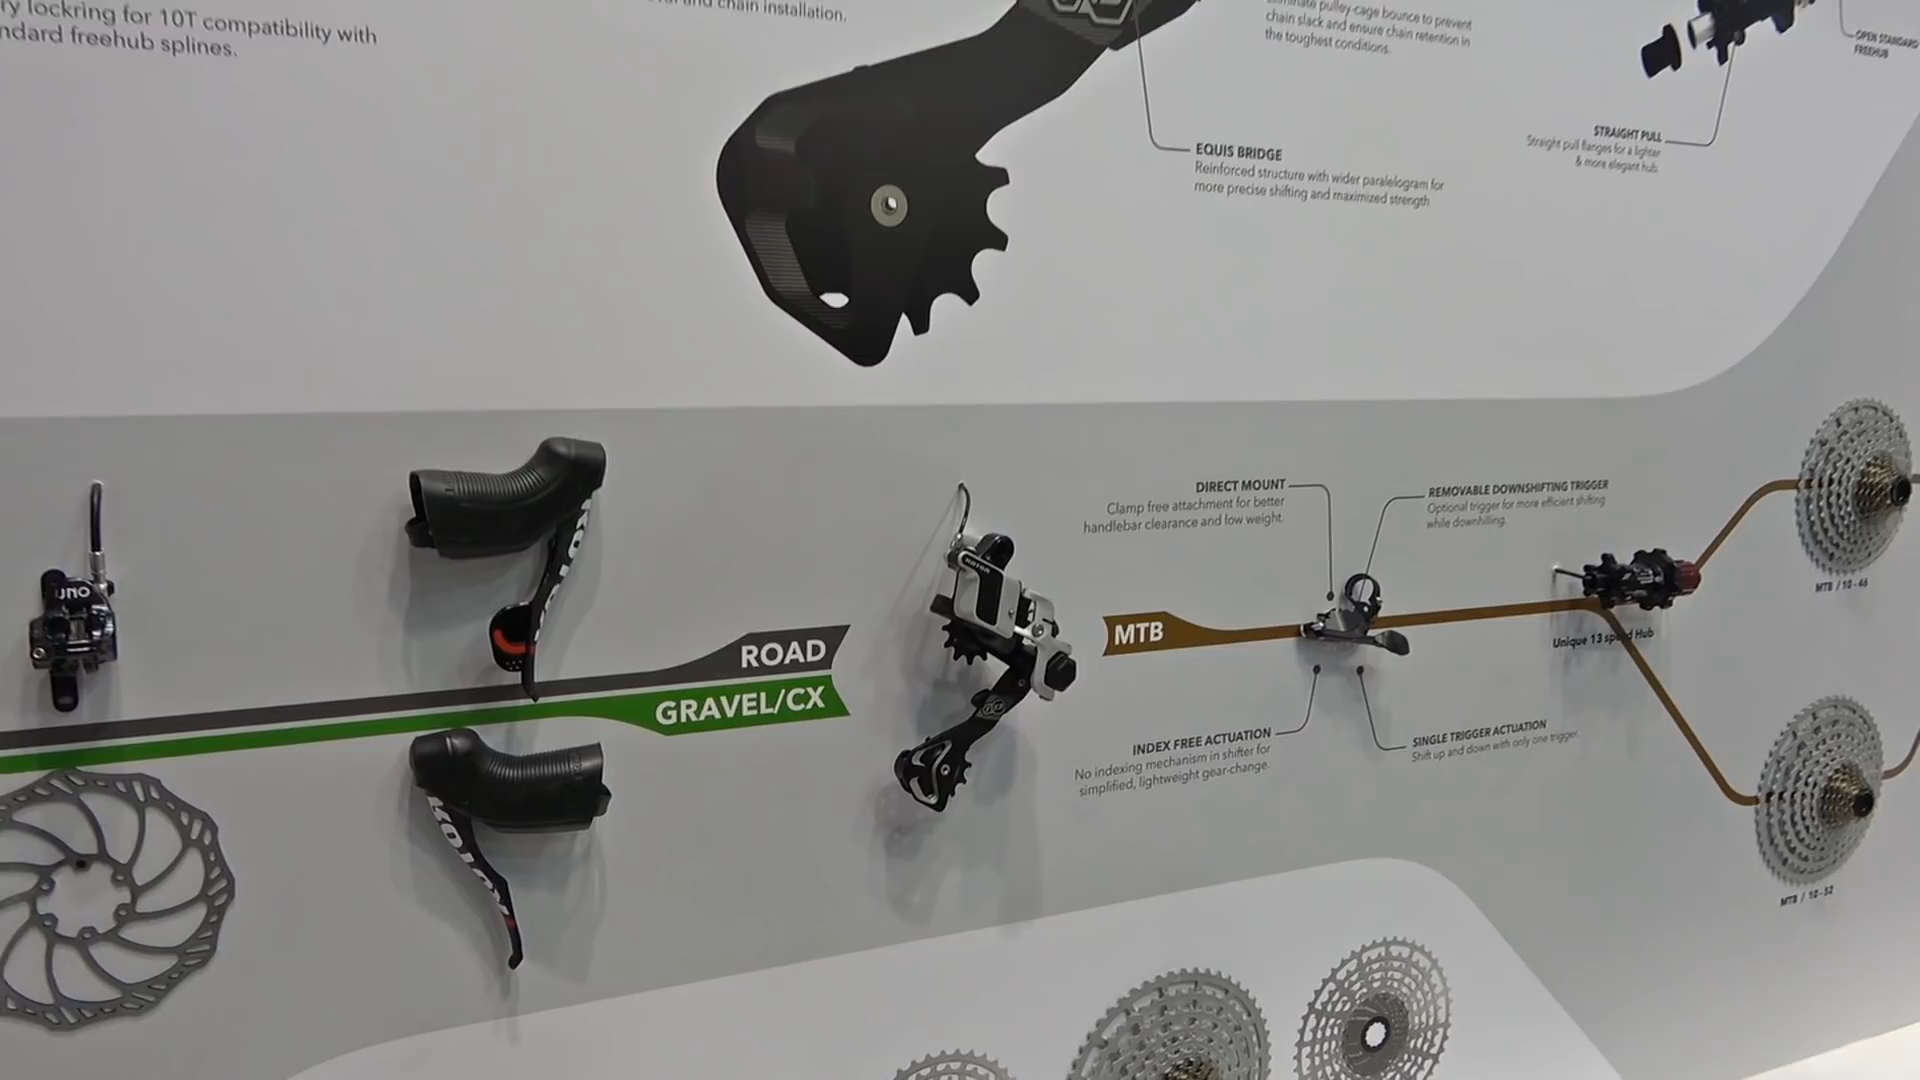 ry lockring for 10T compatibility with
ndard freehub splines.
and chain installation.
Eliminate pulley-cage bounce to prevent
chain slack and ensure chain retention in
the toughest conditions.
OPEN STANDARD
FREEHUB
EQUIS BRIDGE
Reinforced structure with wider paralelogram for
more precise shifting and maximized strength
STRAIGHT PULL
Straight pull flanges for a lighter
& more elegant hub.
UNO
ROTOR
ROTOR
ROTOR
ROAD
GRAVEL/CX
MTB
DIRECT MOUNT
Clamp free attachment for better
handlebar clearance and low weight.
REMOVABLE DOWNSHIFTING TRIGGER
Optional trigger for more efficient shifting
while downhilling.
INDEX FREE ACTUATION
No indexing mechanism in shifter for
simplified, lightweight gear-change.
SINGLE TRIGGER ACTUATION
Shift up and down with only one trigger.
Unique 13 speed Hub
MTB / 10-46
MTB / 10-52